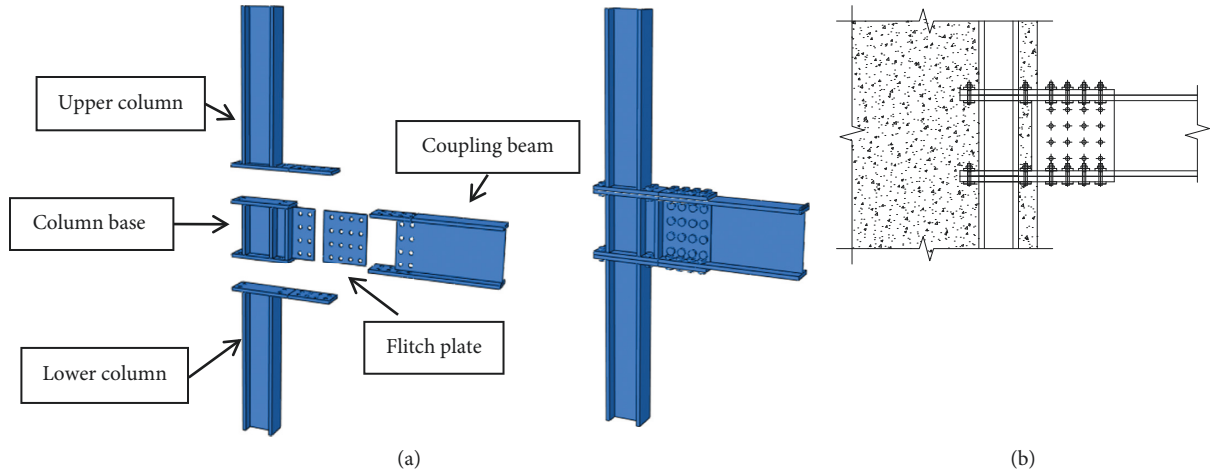 Upper column
Coupling beam
Column base
Flitch plate
Lower column
(a)
(b)